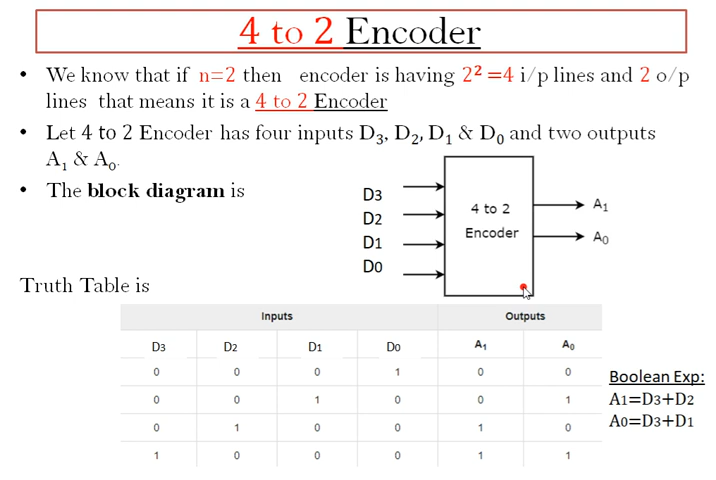 4 to 2 Encoder
• We know that if n=2 then encoder is having 2² =4 i/p lines and 2 o/p
lines that means it is a 4 to 2 Encoder
• Let 4 to 2 Encoder has four inputs D₃, D₂, D₁ & D₀ and two outputs
A₁ & A₀.
• The block diagram is
D3
D2
D1
D0
4 to 2
Encoder
A₁
A₀
Truth Table is
Inputs Outputs
D3 D2 D1 D0 A₁ A₀
0 0 0 1 0 0
0 0 1 0 0 1
0 1 0 0 1 0
1 0 0 0 1 1
Boolean Exp:
A1=D3+D2
A0=D3+D1